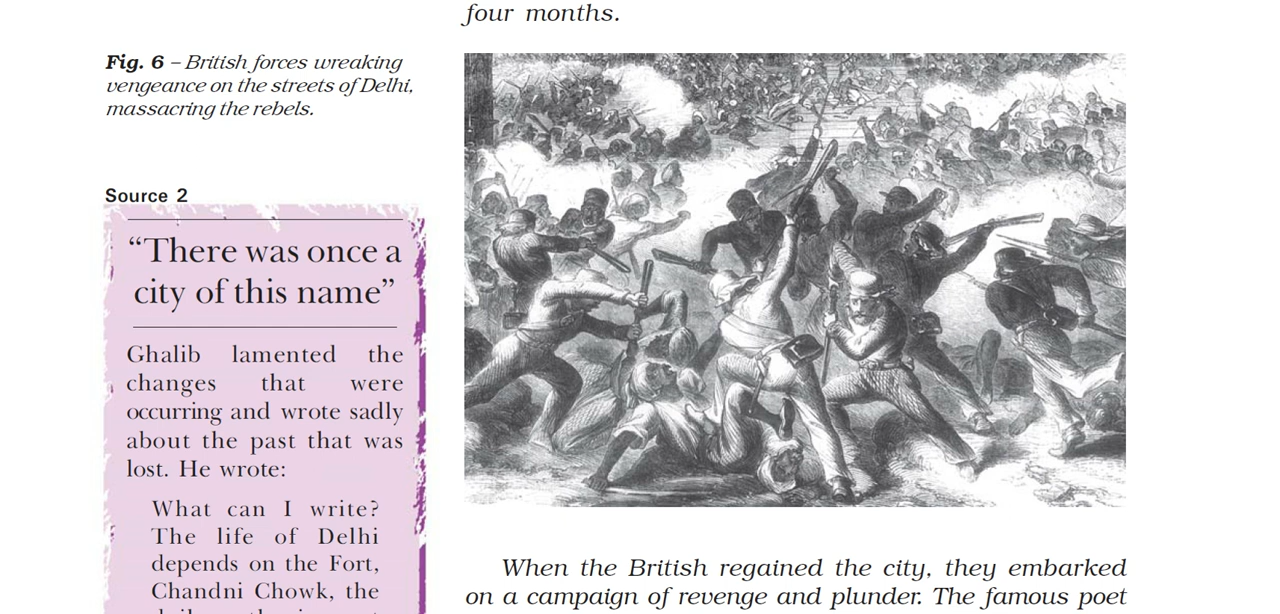 four months.
Fig. 6 – British forces wreaking
vengeance on the streets of Delhi,
massacring the rebels.
Source 2
“There was once a
city of this name”
Ghalib lamented the
changes that were
occurring and wrote sadly
about the past that was
lost. He wrote:
What can I write?
The life of Delhi
depends on the Fort,
Chandni Chowk, the
When the British regained the city, they embarked
on a campaign of revenge and plunder. The famous poet